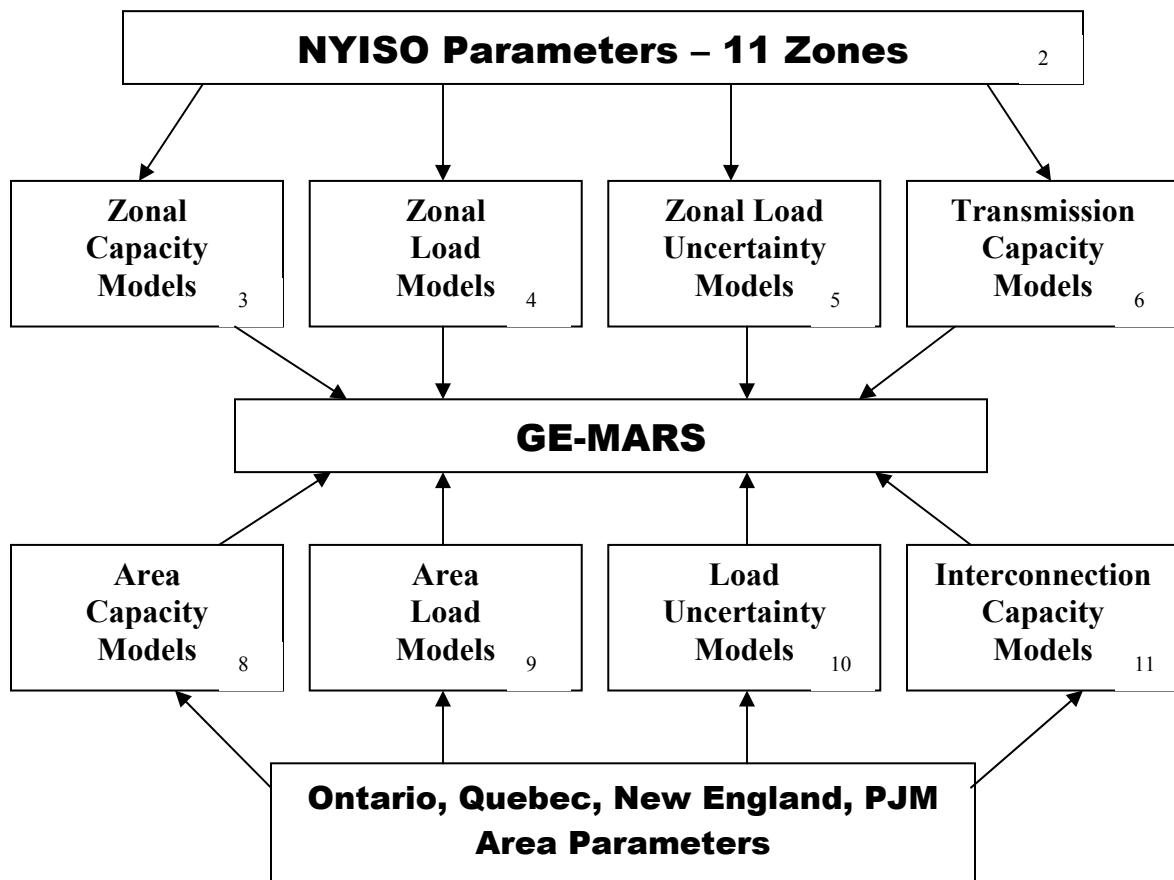 NYISO Parameters – 11 Zones 2
Zonal
Capacity
Models 3
Zonal
Load
Models 4
Zonal Load
Uncertainty
Models 5
Transmission
Capacity
Models 6
GE-MARS
Area
Capacity
Models 8
Area
Load
Models 9
Load
Uncertainty
Models 10
Interconnection
Capacity
Models 11
Ontario, Quebec, New England, PJM
Area Parameters